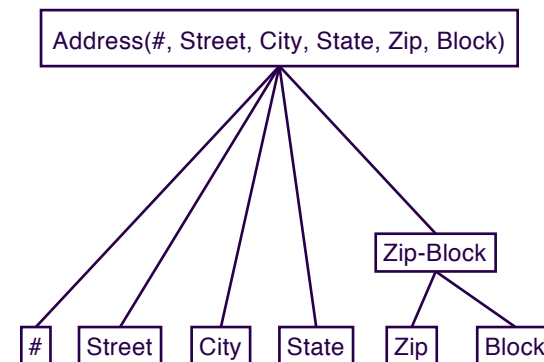 Address(#, Street, City, State, Zip, Block)
Zip-Block
# Street City State Zip Block